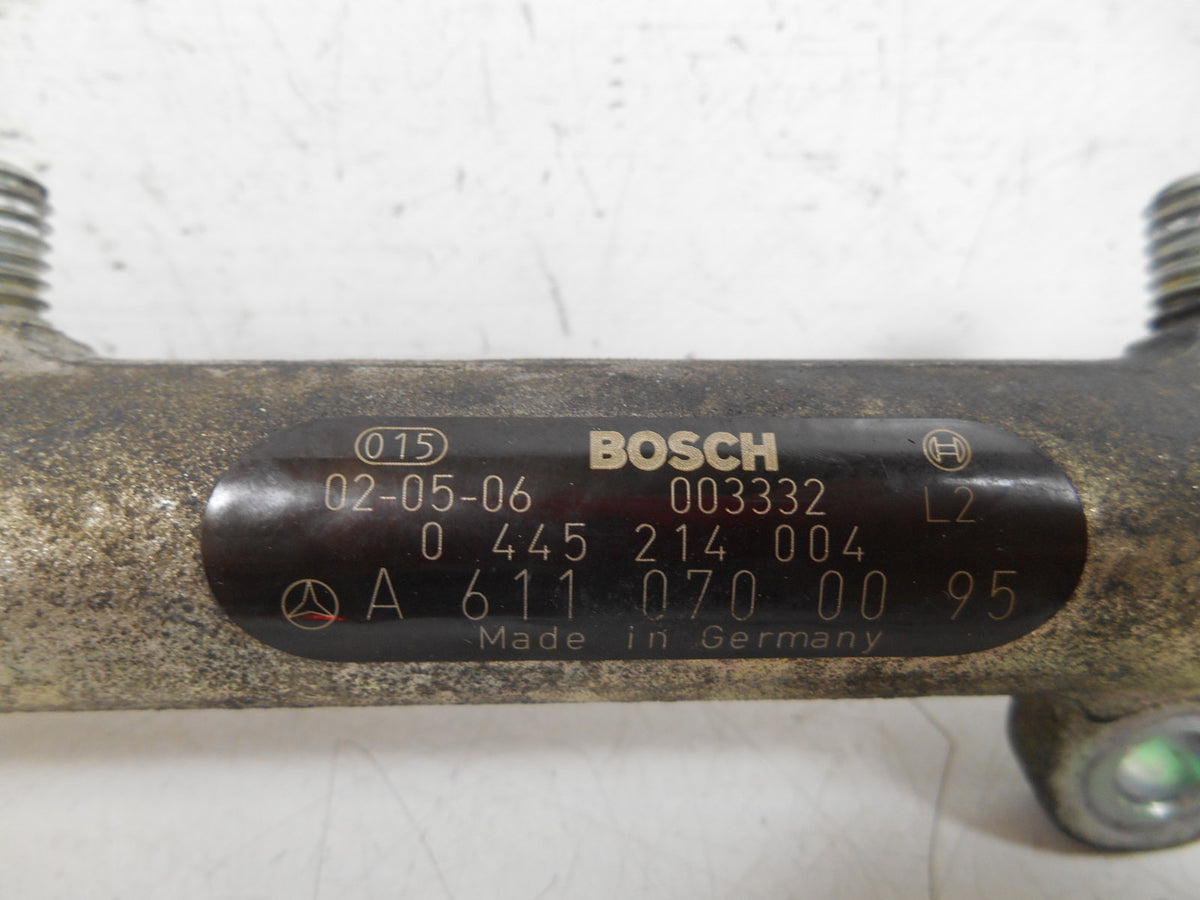 015 BOSCH
02-05-06 003332 L2
0 445 214 004
A 611 070 00 95
Made in Germany